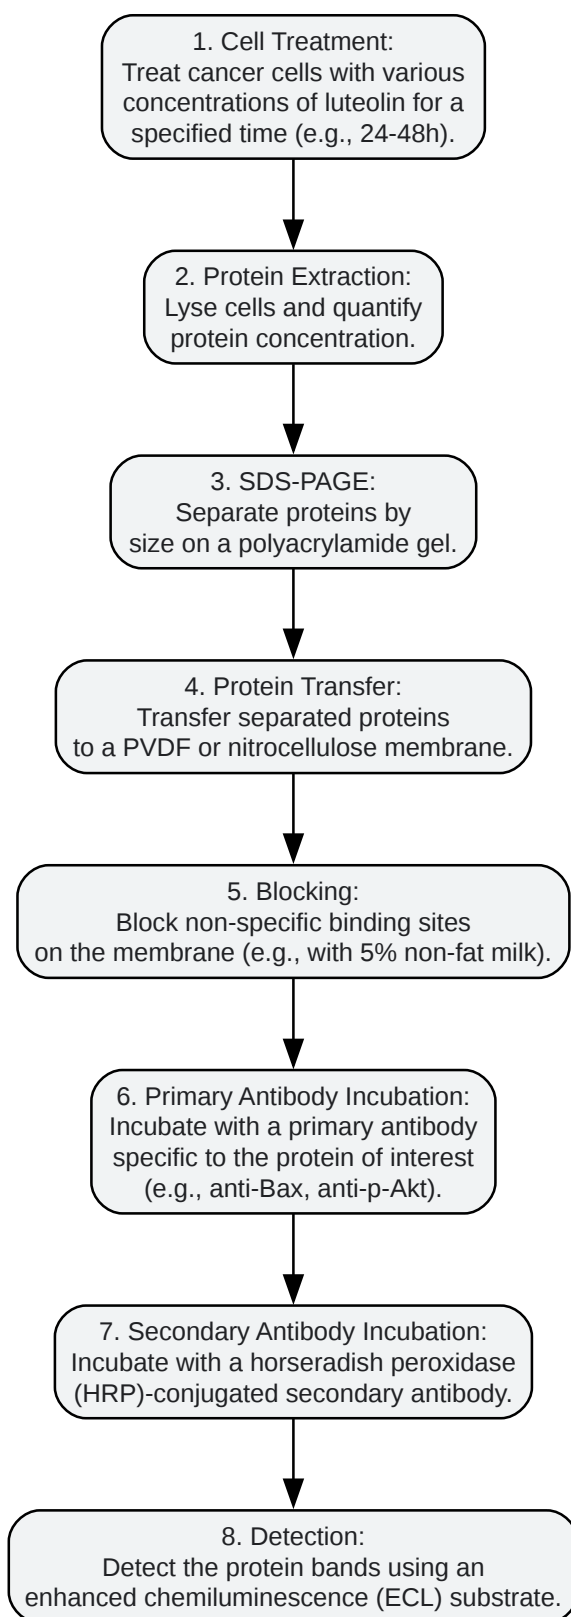 1. Cell Treatment:
Treat cancer cells with various
concentrations of luteolin for a
specified time (e.g., 24-48h).
2. Protein Extraction:
Lyse cells and quantify
protein concentration.
3. SDS-PAGE:
Separate proteins by
size on a polyacrylamide gel.
4. Protein Transfer:
Transfer separated proteins
to a PVDF or nitrocellulose membrane.
5. Blocking:
Block non-specific binding sites
on the membrane (e.g., with 5% non-fat milk).
6. Primary Antibody Incubation:
Incubate with a primary antibody
specific to the protein of interest
(e.g., anti-Bax, anti-p-Akt).
7. Secondary Antibody Incubation:
Incubate with a horseradish peroxidase
(HRP)-conjugated secondary antibody.
8. Detection:
Detect the protein bands using an
enhanced chemiluminescence (ECL) substrate.